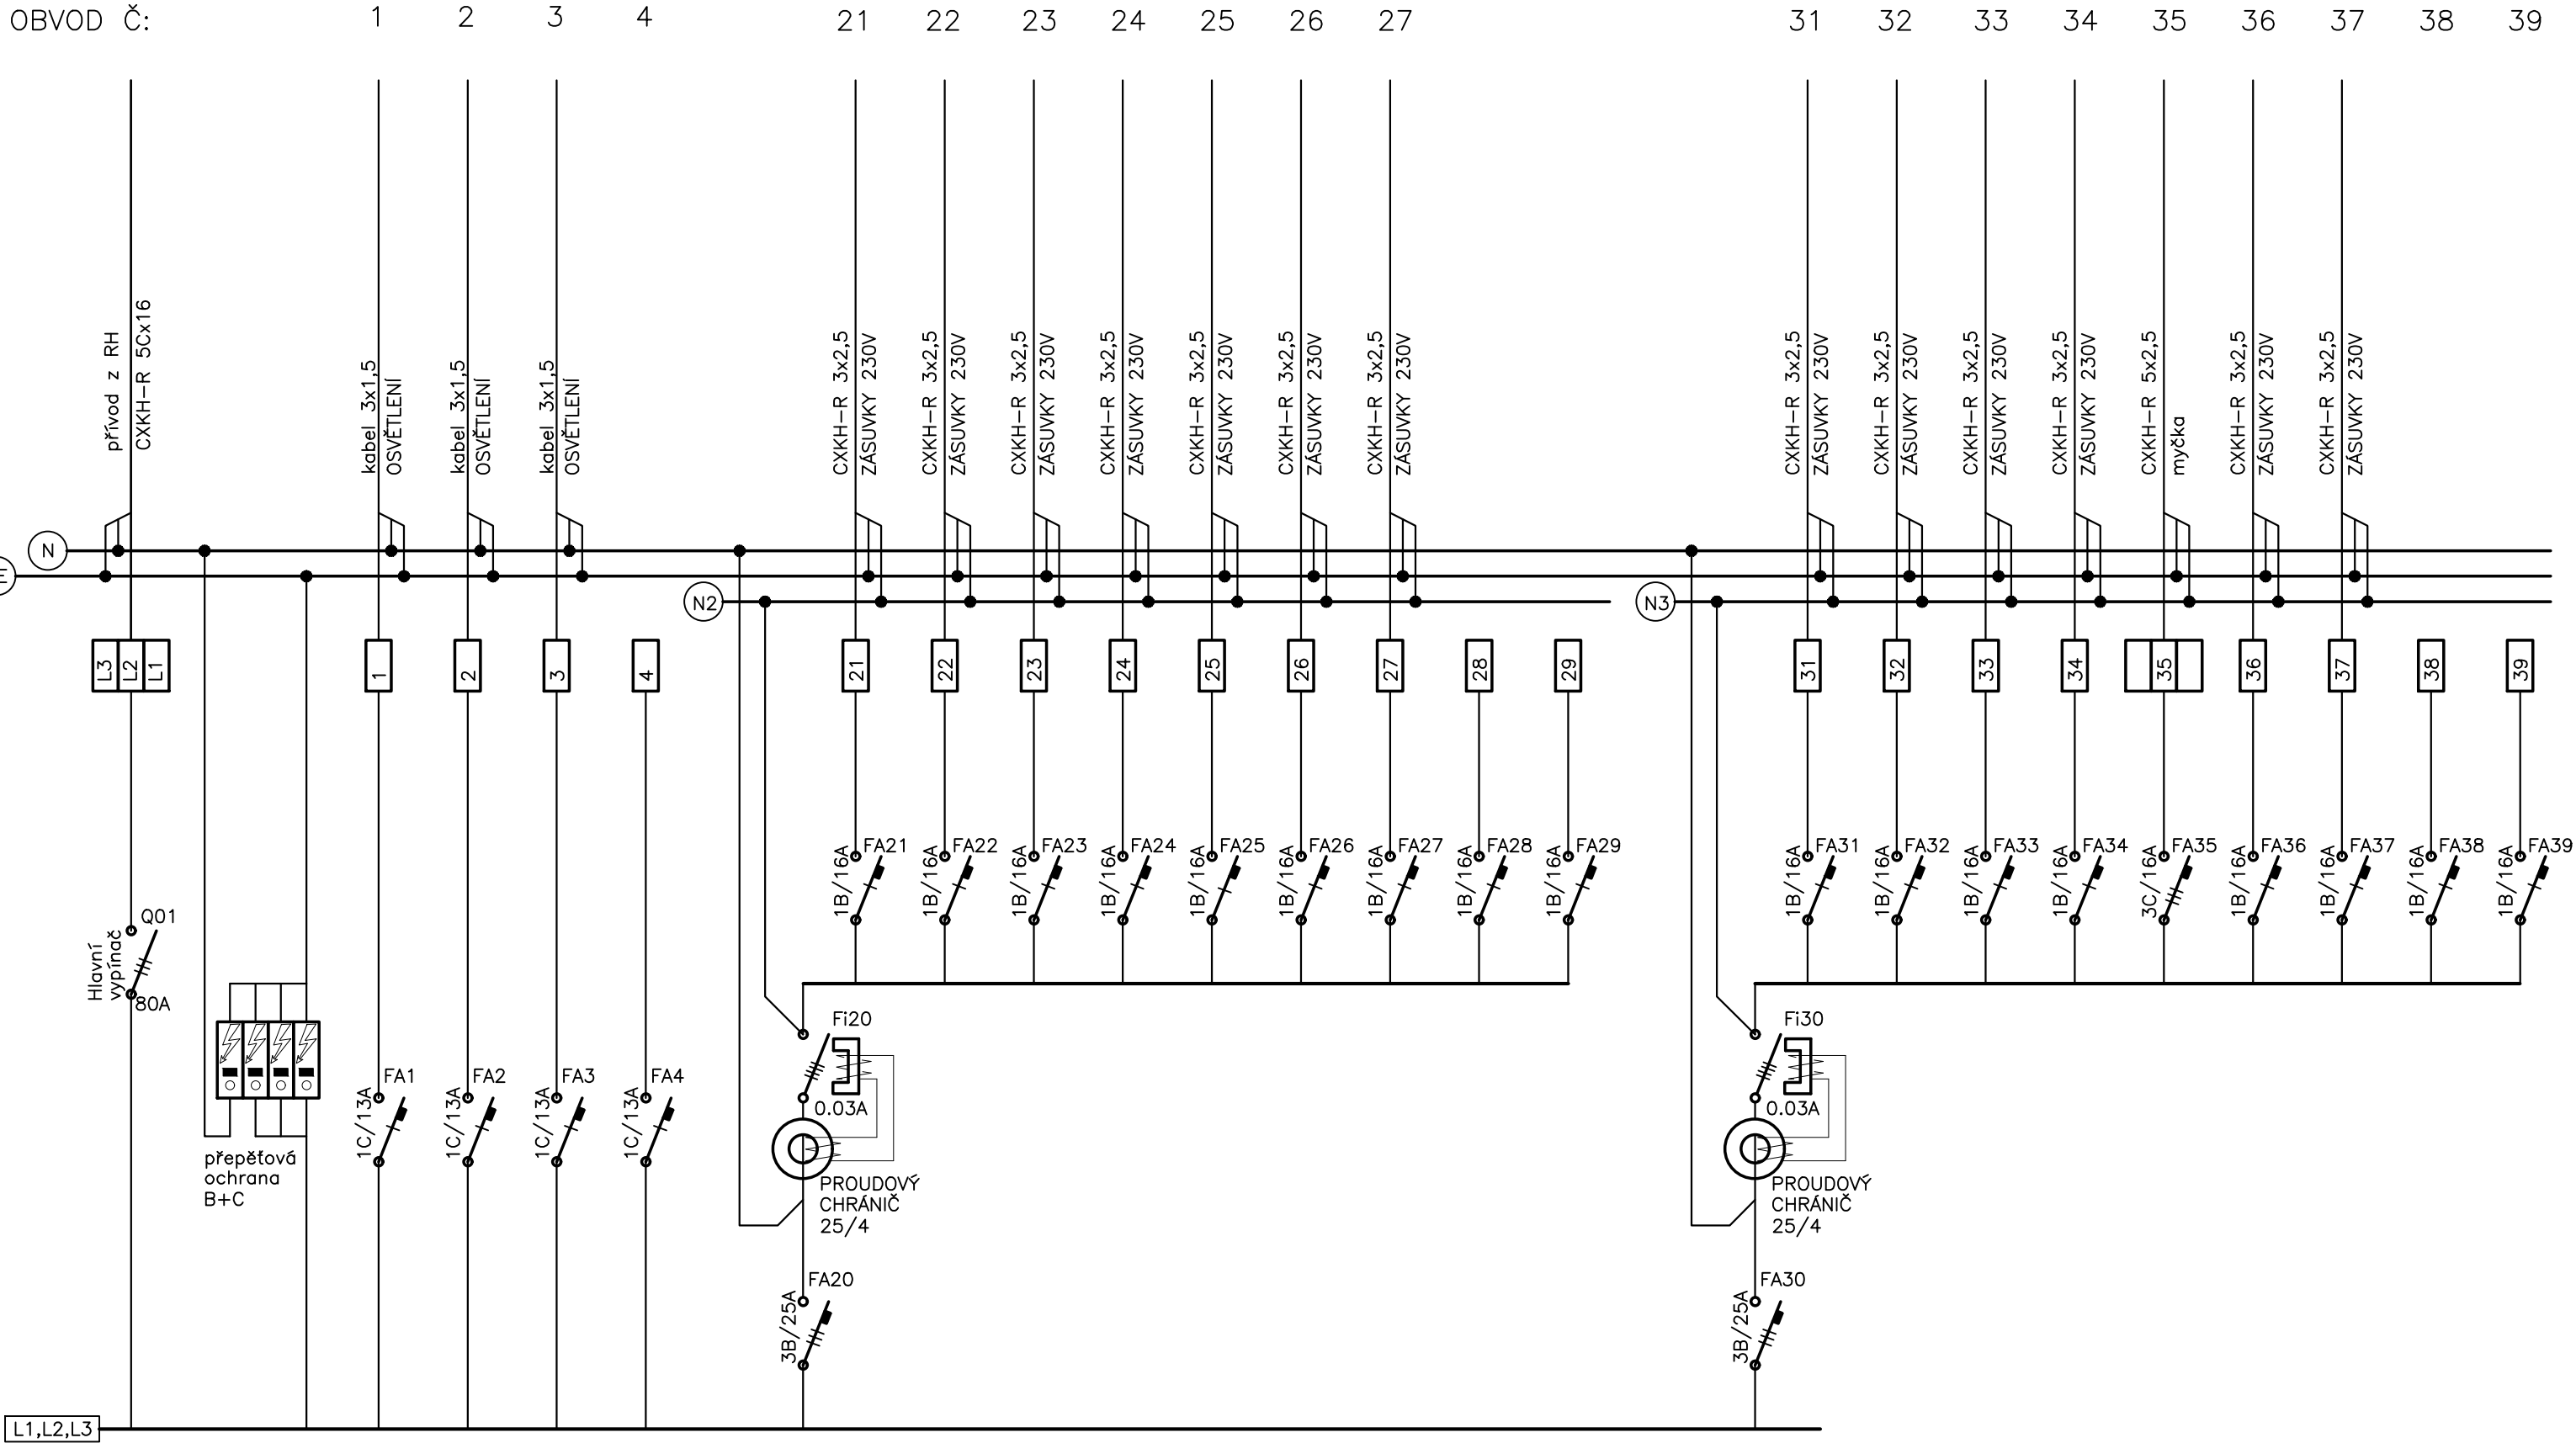 OBVOD Č:
1
2
3
4
21
22
23
24
25
26
27
31
32
33
34
35
36
37
38
39
přívod z RH
CXKH-R 5Cx16
kabel 3x1,5
OSVĚTLENÍ
kabel 3x1,5
OSVĚTLENÍ
kabel 3x1,5
OSVĚTLENÍ
CXKH-R 3x2,5
ZÁSUVKY 230V
CXKH-R 3x2,5
ZÁSUVKY 230V
CXKH-R 3x2,5
ZÁSUVKY 230V
CXKH-R 3x2,5
ZÁSUVKY 230V
CXKH-R 3x2,5
ZÁSUVKY 230V
CXKH-R 3x2,5
ZÁSUVKY 230V
CXKH-R 3x2,5
ZÁSUVKY 230V
CXKH-R 3x2,5
ZÁSUVKY 230V
CXKH-R 3x2,5
ZÁSUVKY 230V
CXKH-R 3x2,5
ZÁSUVKY 230V
CXKH-R 3x2,5
ZÁSUVKY 230V
CXKH-R 5x2,5
myčka
CXKH-R 3x2,5
ZÁSUVKY 230V
CXKH-R 3x2,5
ZÁSUVKY 230V
N
E
N2
N3
L3
L2
L1
1
2
3
4
21
22
23
24
25
26
27
28
29
31
32
33
34
35
36
37
38
39
1B/16A
FA21
1B/16A
FA22
1B/16A
FA23
1B/16A
FA24
1B/16A
FA25
1B/16A
FA26
1B/16A
FA27
1B/16A
FA28
1B/16A
FA29
1B/16A
FA31
1B/16A
FA32
1B/16A
FA33
1B/16A
FA34
3C/16A
FA35
1B/16A
FA36
1B/16A
FA37
1B/16A
FA38
1B/16A
FA39
Hlavní
vypínač
Q01
80A
přepěťová
ochrana
B+C
1C/13A
FA1
1C/13A
FA2
1C/13A
FA3
1C/13A
FA4
Fi20
0.03A
PROUDOVÝ
CHRÁNIČ
25/4
FA20
3B/25A
Fi30
0.03A
PROUDOVÝ
CHRÁNIČ
25/4
FA30
3B/25A
L1,L2,L3